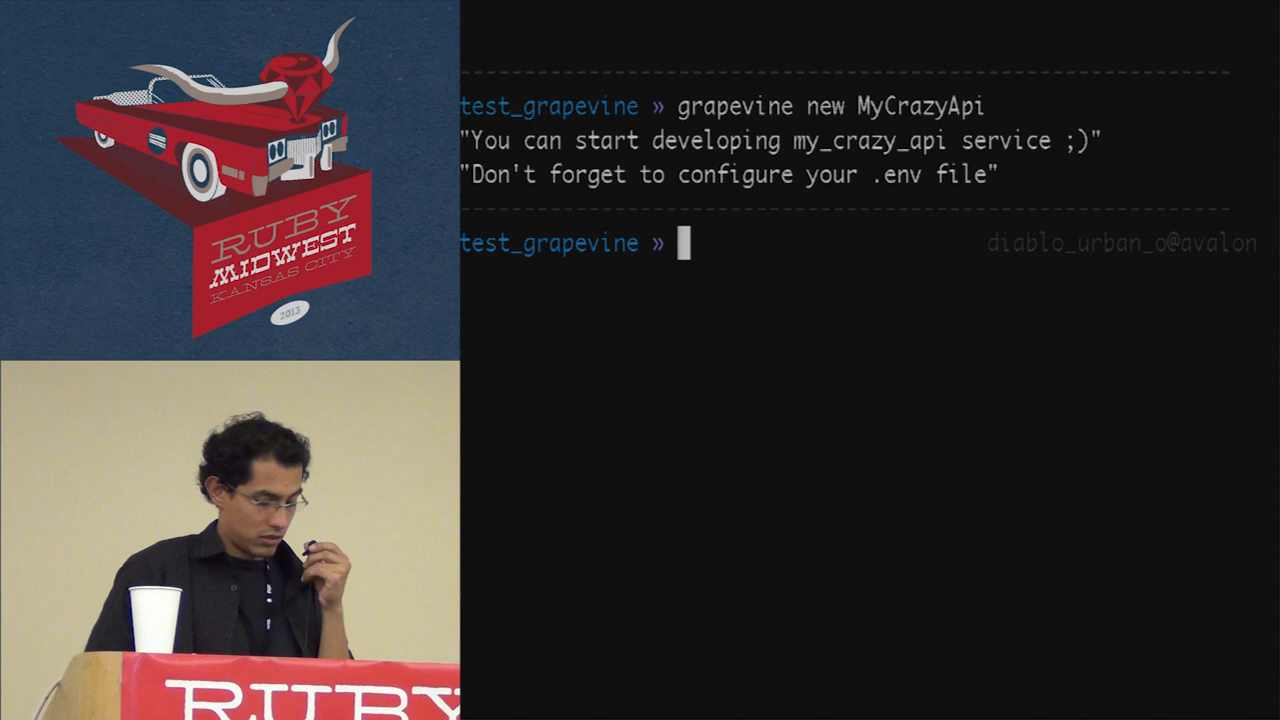 RUBY
MIDWEST
KANSAS CITY
2013
test_grapevine » grapevine new MyCrazyApi
"You can start developing my_crazy_api service ;)"
"Don't forget to configure your .env file"
test_grapevine »
diablo_urban_o@avalon
RUBY